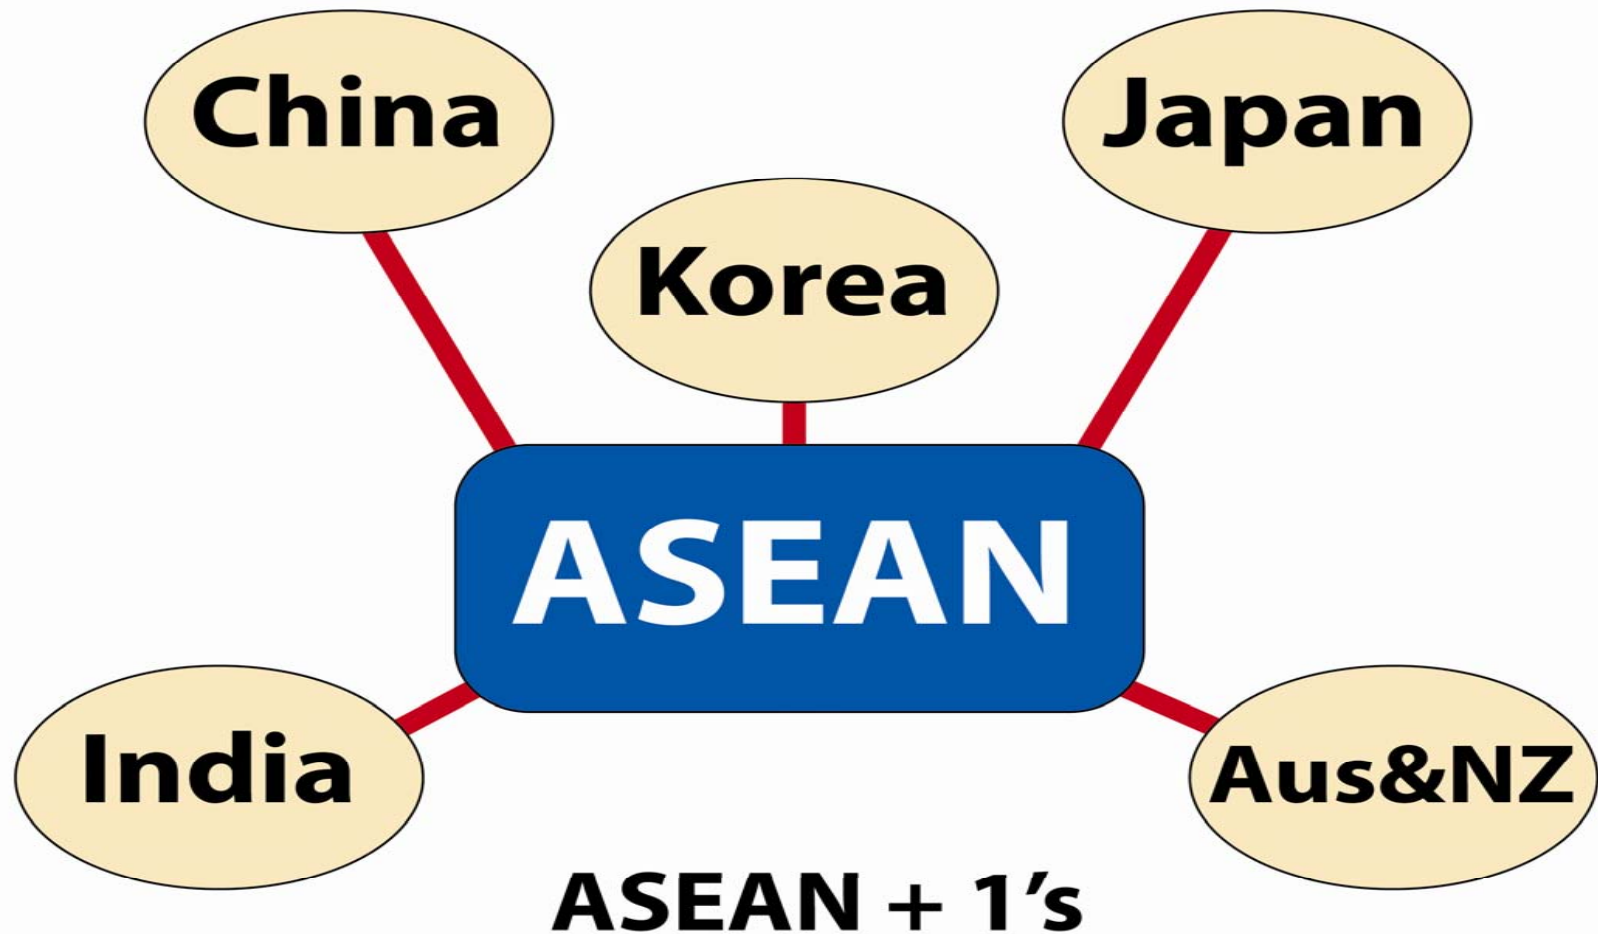 China
Japan
Korea
ASEAN
India
Aus&NZ
ASEAN + 1’s